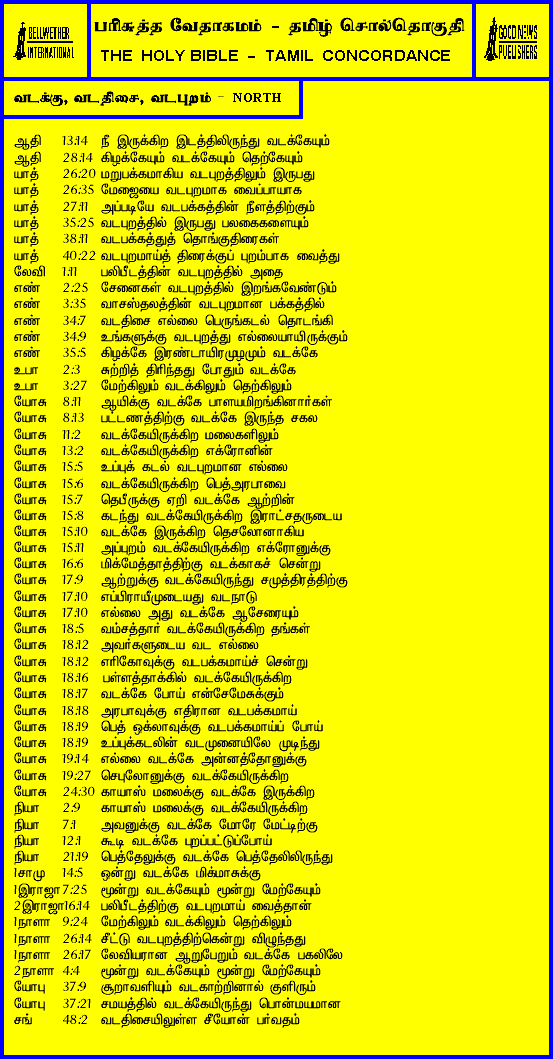 BELLWETHER
INTERNATIONAL
பரிசுத்த வேதாகமம் - தமிழ் சொல்தொகுதி
THE HOLY BIBLE - TAMIL CONCORDANCE
GOOD NEWS
PUBLISHERS
வடக்கு, வடதிசை, வடபுறம் - NORTH
ஆதி 13:14 நீ இருக்கிற இடத்திலிருந்து வடக்கேயும்
ஆதி 28:14 கிழக்கேயும் வடக்கேயும் தெற்கேயும்
யாத் 26:20 மறுபக்கமாகிய வடபுறத்திலும் இருபது
யாத் 26:35 மேஜையை வடபுறமாக வைப்பாயாக
யாத் 27:11 அப்படியே வடபக்கத்தின் நீளத்திற்கும்
யாத் 35:25 வடபுறத்தில் இருபது பலகைகளையும்
யாத் 38:11 வடபக்கத்துத் தொங்குதிரைகள்
யாத் 40:22 வடபுறமாய்த் திரைக்குப் புறம்பாக வைத்து
லேவி 1:11 பலிபீடத்தின் வடபுறத்தில் அதை
எண் 2:25 சேனைகள் வடபுறத்தில் இறங்கவேண்டும்
எண் 3:35 வாசஸ்தலத்தின் வடபுறமான பக்கத்தில்
எண் 34:7 வடதிசை எல்லை பெருங்கடல் தொடங்கி
எண் 34:9 உங்களுக்கு வடபுறத்து எல்லையாயிருக்கும்
எண் 35:5 கிழக்கே இரண்டாயிரமுழமும் வடக்கே
உபா 2:3 சுற்றித் திரிந்தது போதும் வடக்கே
உபா 3:27 மேற்கிலும் வடக்கிலும் தெற்கிலும்
யோசு 8:11 ஆயிக்கு வடக்கே பாளயமிறங்கினார்கள்
யோசு 8:13 பட்டணத்திற்கு வடக்கே இருந்த சகல
யோசு 11:2 வடக்கேயிருக்கிற மலைகளிலும்
யோசு 13:2 வடக்கேயிருக்கிற எக்ரோனின்
யோசு 15:5 உப்புக் கடல் வடபுறமான எல்லை
யோசு 15:6 வடக்கேயிருக்கிற பெத்அரபாவை
யோசு 15:7 தெபீருக்கு ஏறி வடக்கே ஆற்றின்
யோசு 15:8 கடந்து வடக்கேயிருக்கிற இராட்சதருடைய
யோசு 15:10 வடக்கே இருக்கிற தெசலோனாகிய
யோசு 15:11 அப்புறம் வடக்கேயிருக்கிற எக்ரோனுக்கு
யோசு 16:6 மிக்மேத்தாத்திற்கு வடக்காகச் சென்று
யோசு 17:9 ஆற்றுக்கு வடக்கேயிருந்து சமுத்திரத்திற்கு
யோசு 17:10 எப்பிராயீமுடையது வடநாடு
யோசு 17:10 எல்லை அது வடக்கே ஆசேரையும்
யோசு 18:5 வம்சத்தார் வடக்கேயிருக்கிற தங்கள்
யோசு 18:12 அவர்களுடைய வட எல்லை
யோசு 18:12 எரிகோவுக்கு வடபக்கமாய்ச் சென்று
யோசு 18:16 பள்ளத்தாக்கில் வடக்கேயிருக்கிற
யோசு 18:17 வடக்கே போய் என்சேமேசுக்கும்
யோசு 18:18 அரபாவுக்கு எதிரான வடபக்கமாய்
யோசு 18:19 பெத் ஒக்லாவுக்கு வடபக்கமாய்ப் போய்
யோசு 18:19 உப்புக்கடலின் வடமுனையிலே முடிந்து
யோசு 19:14 எல்லை வடக்கே அன்னத்தோனுக்கு
யோசு 19:27 செபுலோனுக்கு வடக்கேயிருக்கிற
யோசு 24:30 காயாஸ் மலைக்கு வடக்கே இருக்கிற
நியா 2:9 காயாஸ் மலைக்கு வடக்கேயிருக்கிற
நியா 7:1 அவனுக்கு வடக்கே மோரே மேட்டிற்கு
நியா 12:1 கூடி வடக்கே புறப்பட்டுப்போய்
நியா 21:19 பெத்தேலுக்கு வடக்கே பெத்தேலிலிருந்து
1சாமு 14:5 ஒன்று வடக்கே மிக்மாசுக்கு
1இராஜா 7:25 மூன்று வடக்கேயும் மூன்று மேற்கேயும்
2இராஜா 16:14 பலிபீடத்திற்கு வடபுறமாய் வைத்தான்
1நாளா 9:24 மேற்கிலும் வடக்கிலும் தெற்கிலும்
1நாளா 26:14 சீட்டு வடபுறத்திற்கென்று விழுந்தது
1நாளா 26:17 லேவியரான ஆறுபேறும் வடக்கே பகலிலே
2நாளா 4:4 மூன்று வடக்கேயும் மூன்று மேற்கேயும்
யோபு 37:9 சூறாவளியும் வடகாற்றினால் குளிரும்
யோபு 37:21 சமயத்தில் வடக்கேயிருந்து பொன்மயமான
சங் 48:2 வடதிசையிலுள்ள சீயோன் பர்வதம்